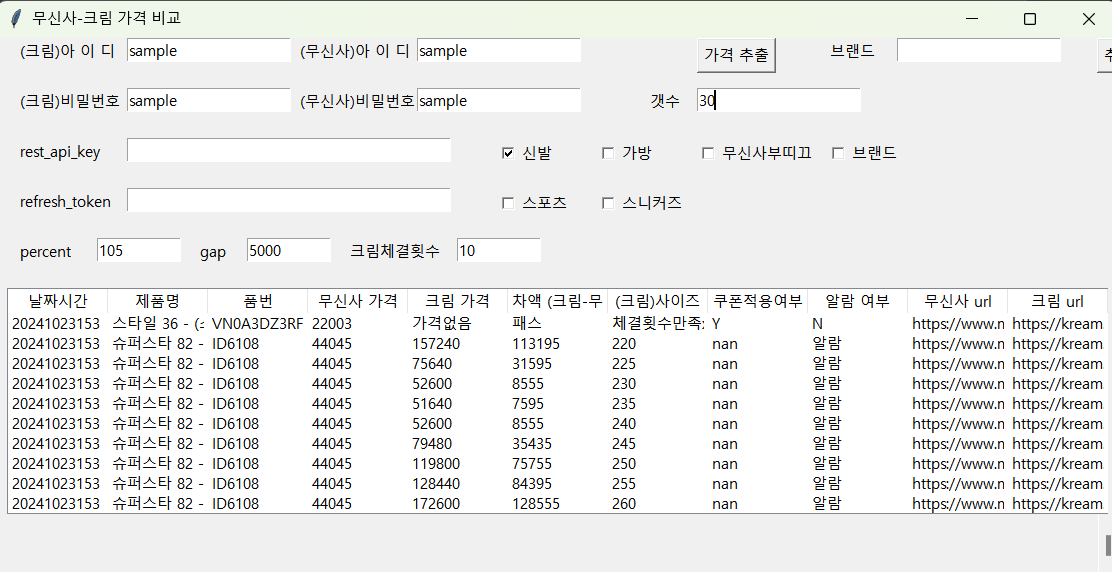 무신사-크림 가격 비교
(크림)아 이 디 sample (무신사)아 이 디 sample 가격 추출 브랜드
(크림)비밀번호 sample (무신사)비밀번호 sample 갯수 30
rest_api_key 신발 가방 무신사부띠끄 브랜드
refresh_token 스포츠 스니커즈
percent 105 gap 5000 크림체결횟수 10
날짜시간 제품명 품번 무신사 가격 크림 가격 차액 (크림-무 (크림)사이즈 쿠폰적용여부 알람 여부 무신사 url 크림 url
20241023153 스타일 36 - VN0A3DZ3RF 22003 가격없음 패스 체결횟수만족 Y N https://www.m https://kream
20241023153 슈퍼스타 82 - ID6108 44045 157240 113195 220 nan 알람 https://www.m https://kream
20241023153 슈퍼스타 82 - ID6108 44045 75640 31595 225 nan 알람 https://www.m https://kream
20241023153 슈퍼스타 82 - ID6108 44045 52600 8555 230 nan 알람 https://www.m https://kream
20241023153 슈퍼스타 82 - ID6108 44045 51640 7595 235 nan 알람 https://www.m https://kream
20241023153 슈퍼스타 82 - ID6108 44045 52600 8555 240 nan 알람 https://www.m https://kream
20241023153 슈퍼스타 82 - ID6108 44045 79480 35435 245 nan 알람 https://www.m https://kream
20241023153 슈퍼스타 82 - ID6108 44045 119800 75755 250 nan 알람 https://www.m https://kream
20241023153 슈퍼스타 82 - ID6108 44045 128440 84395 255 nan 알람 https://www.m https://kream
20241023153 슈퍼스타 82 - ID6108 44045 172600 128555 260 nan 알람 https://www.m https://kream